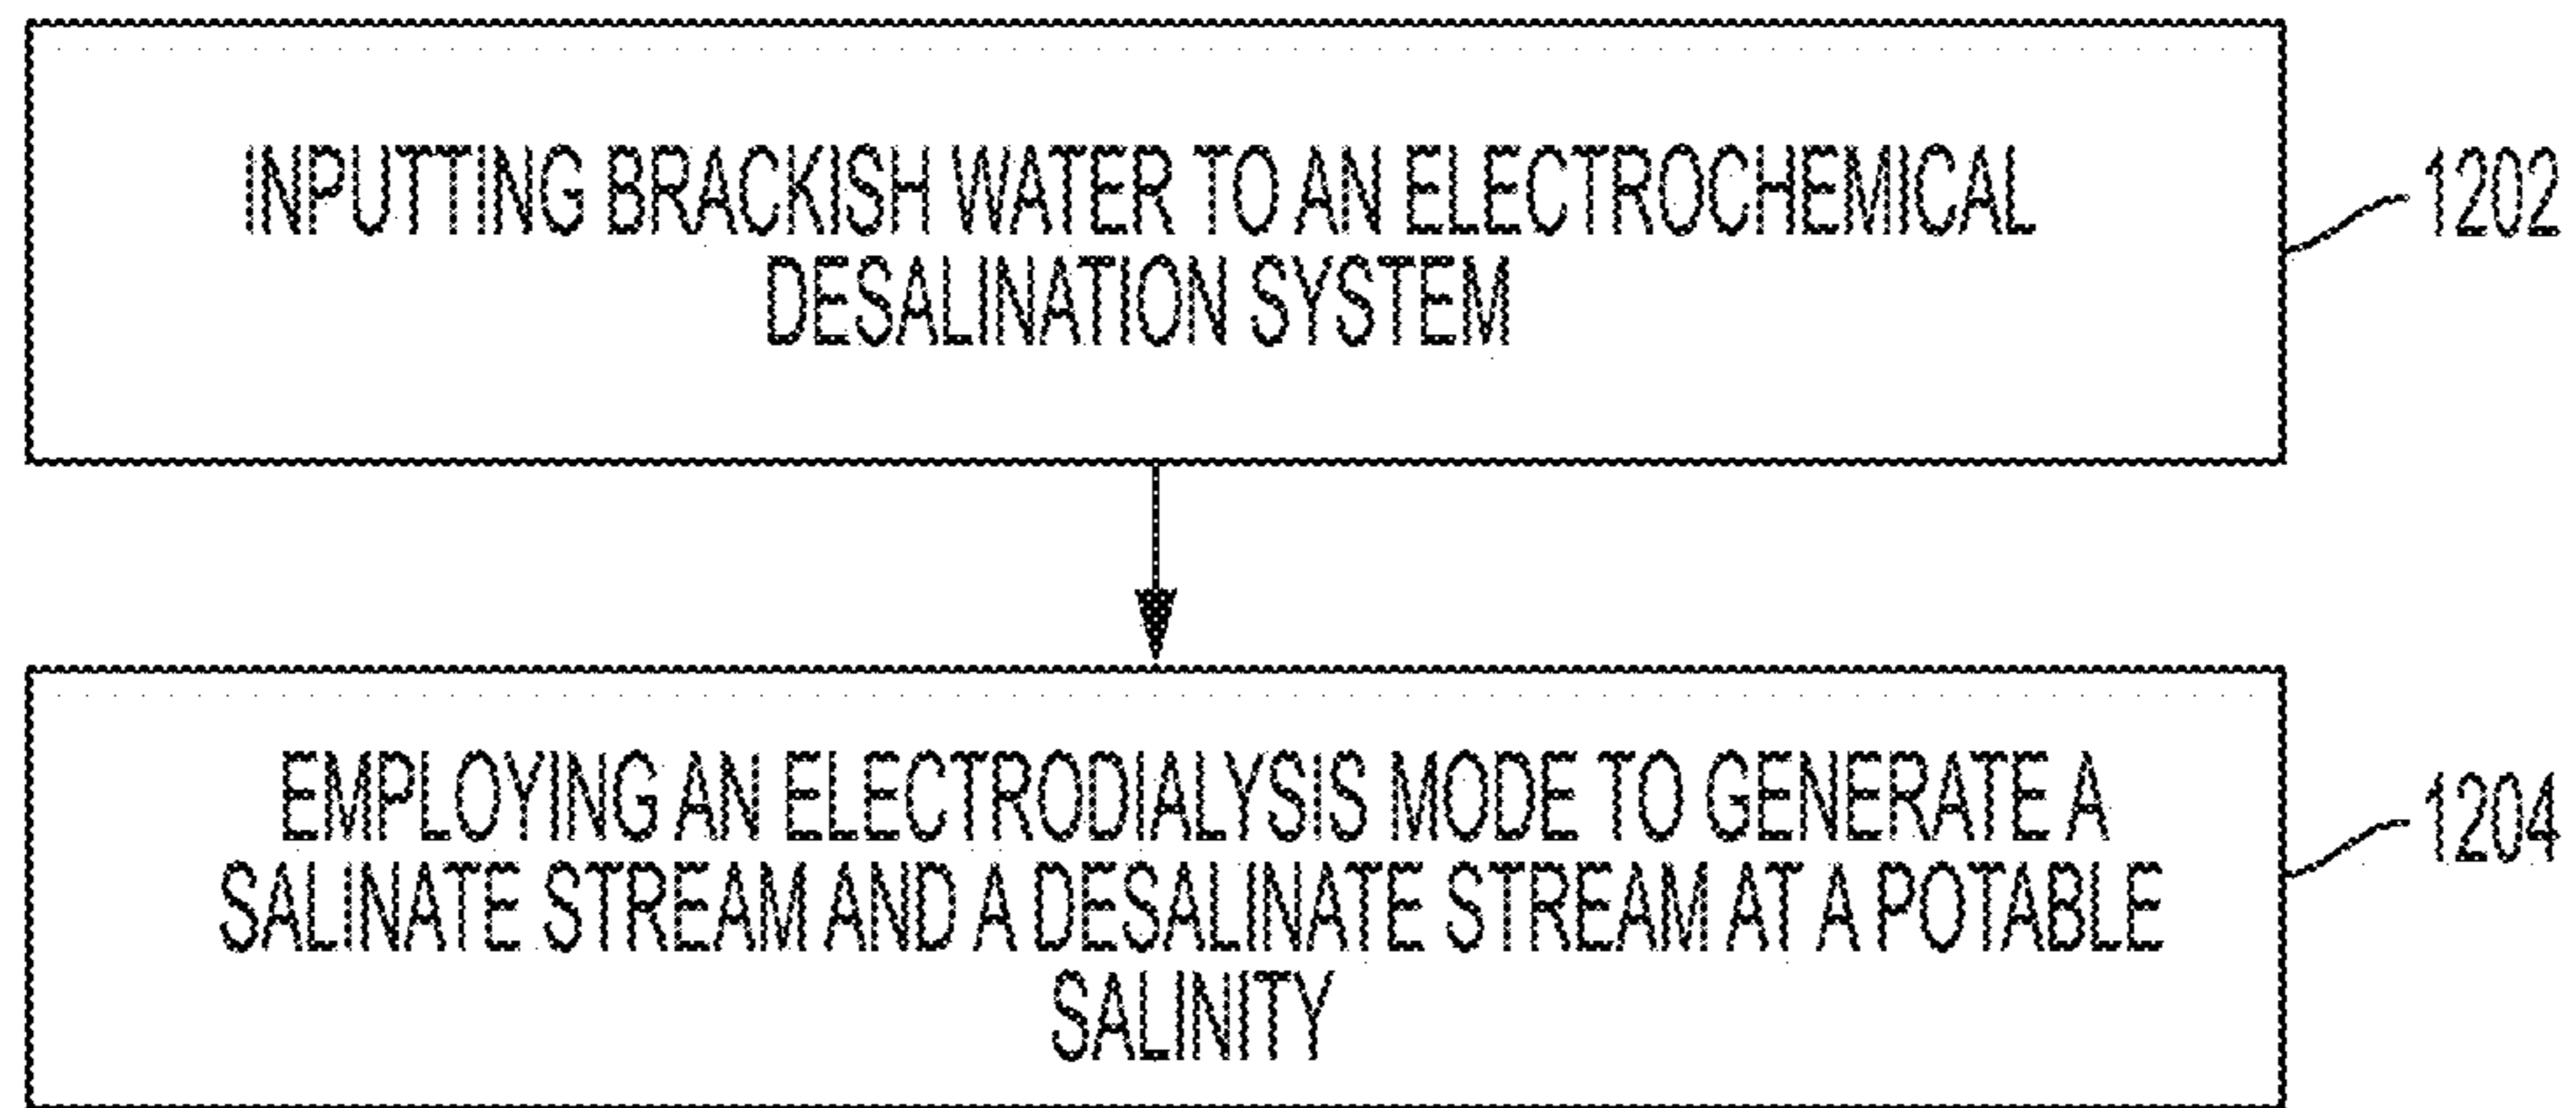 INPUTTING BRACKISH WATER TO AN ELECTROCHEMICAL
DESALINATION SYSTEM
1202
EMPLOYING AN ELECTRODIALYSIS MODE TO GENERATE A
SALINATE STREAM AND A DESALINATE STREAM AT A POTABLE
SALINITY
1204